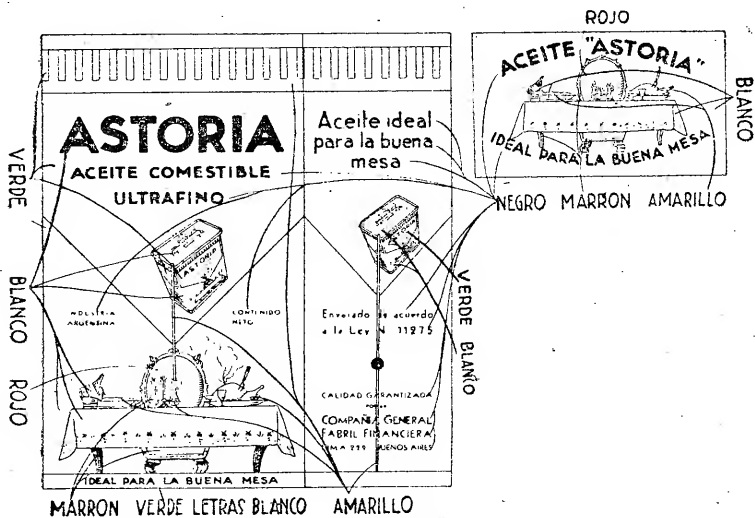 ROJO
ACEITE "ASTORIA"
IDEAL PARA LA BUENA MESA
BLANCO
NEGRO MARRON AMARILLO
ASTORIA
ACEITE COMESTIBLE
ULTRAFINO
ASTORIA
INDUSTRIA
ARGENTINA
CONTENIDO
NETO
IDEAL PARA LA BUENA MESA
Aceite ideal
para la buena
mesa
Envasado de acuerdo
a la Ley N 11275
CALIDAD GARANTIZADA
POR
COMPAÑIA GENERAL
FABRIL FINANCIERA
BUENOS AIRES
VERDE
BLANCO
ROJO
VERDE BLANCO
MARRON VERDE LETRAS BLANCO AMARILLO